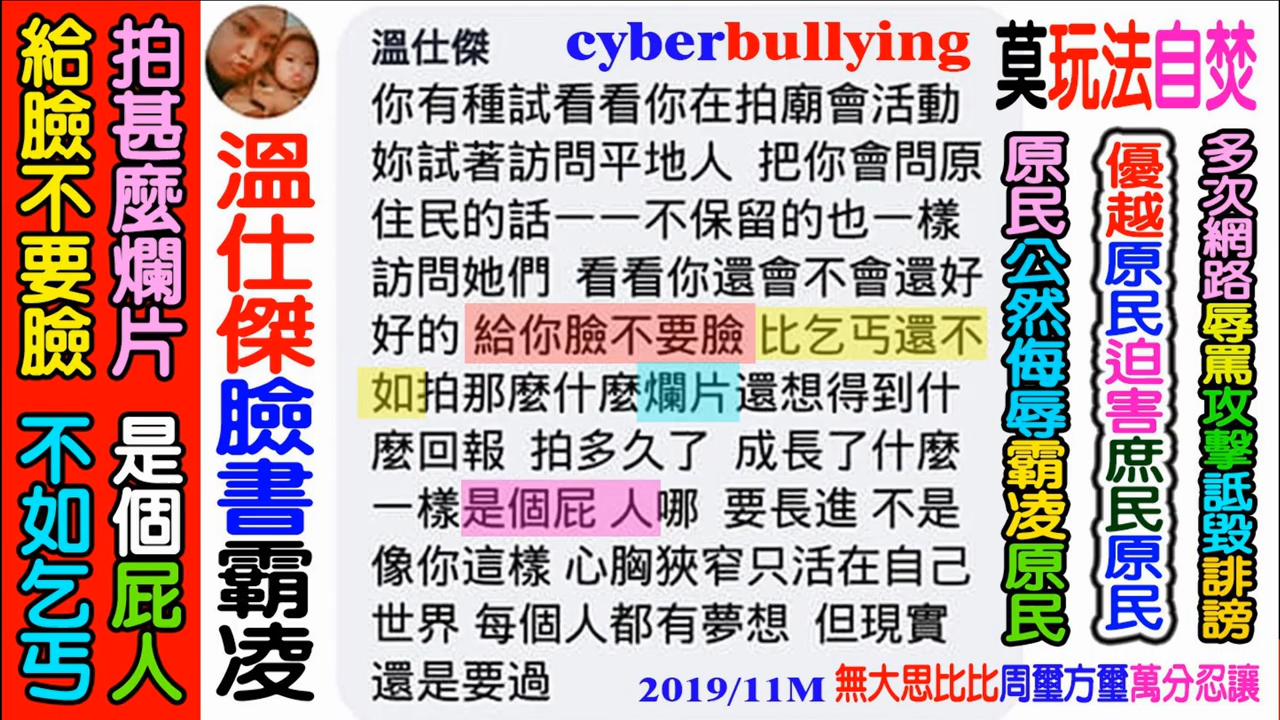 給臉不要臉 不如乞丐
拍甚麼爛片 是個屁人
溫仕傑臉書霸凌
溫仕傑
cyberbullying
你有種試看看你在拍廟會活動
妳試著訪問平地人 把你會問原
住民的話一一不保留的也一樣
訪問她們 看看你還會不會還好
好的 給你臉不要臉 比乞丐還不
如拍那麼什麼爛片還想得到什
麼回報 拍多久了 成長了什麼
一樣是個屁 人哪 要長進 不是
像你這樣 心胸狹窄只活在自己
世界 每個人都有夢想 但現實
還是要過
莫玩法自焚
原民公然侮辱霸凌原民
優越原民迫害庶民原民
多次網路辱罵攻擊詆毀誹謗
2019/11M 無大思比比周璽方璽萬分忍讓